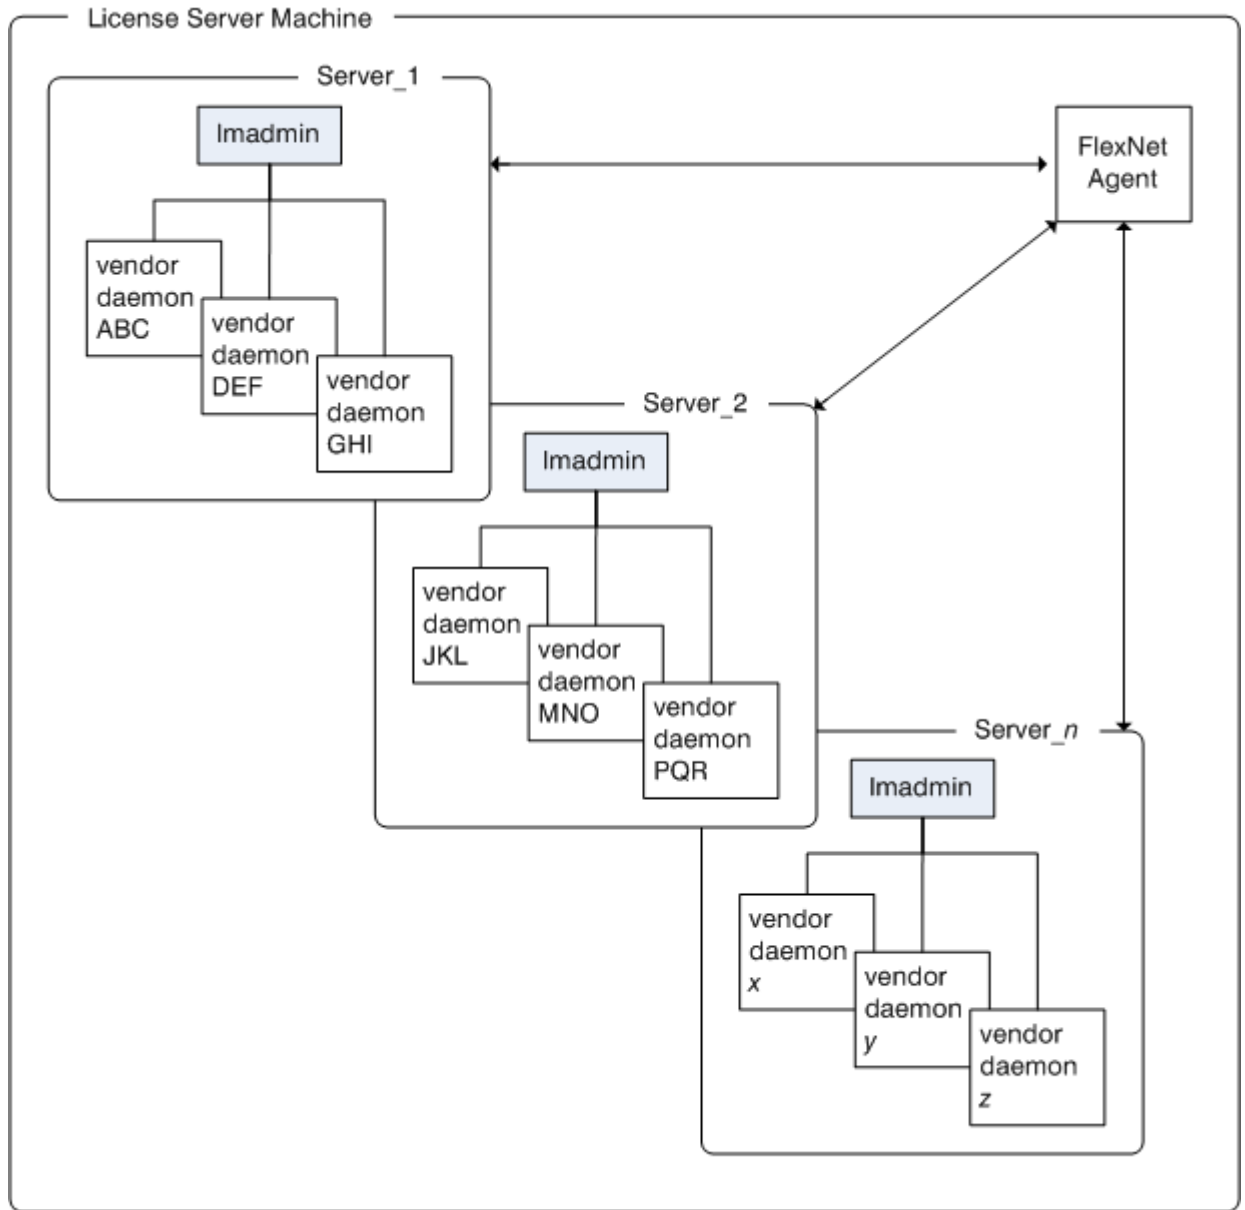 License Server Machine
Server_1
lmadmin
FlexNet
Agent
vendor
daemon
ABC
vendor
daemon
DEF
vendor
daemon
GHI
Server_2
lmadmin
vendor
daemon
JKL
vendor
daemon
MNO
vendor
daemon
PQR
Server_n
lmadmin
vendor
daemon
x
vendor
daemon
y
vendor
daemon
z